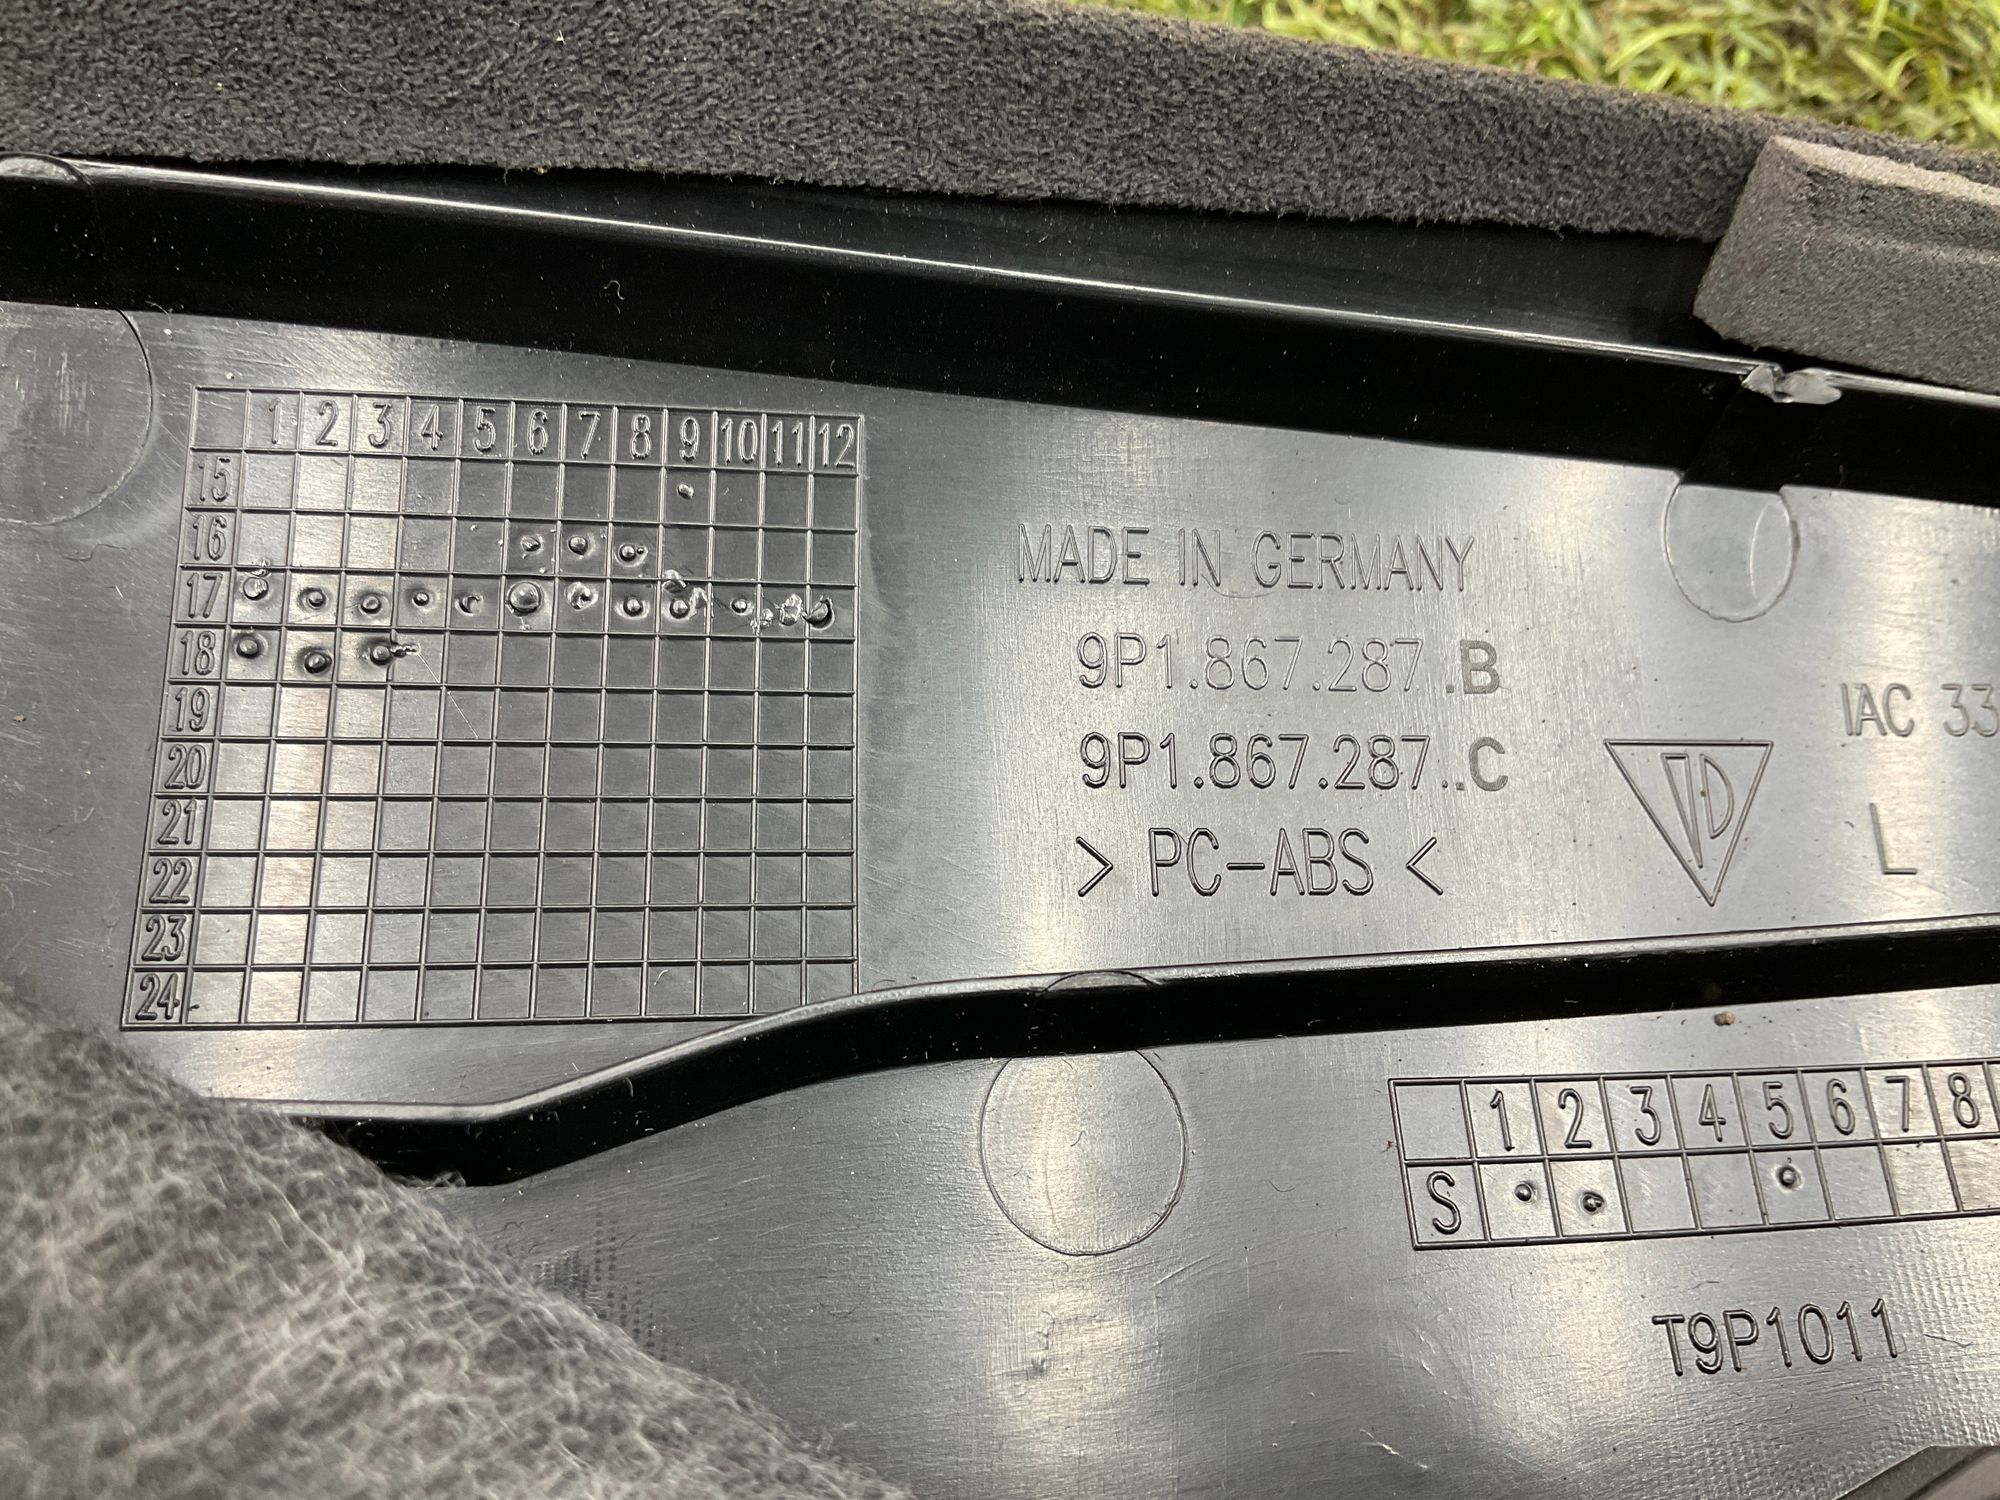 1 2 3 4 5 6 7 8 9 10 11 12
15
16
17
18
19
20
21
22
23
24
MADE IN GERMANY
9P1.867.287 .B
9P1.867.287..C
> PC-ABS <
IAC 33
L
1 2 3 4 5 6 7 8
S
T9P1011